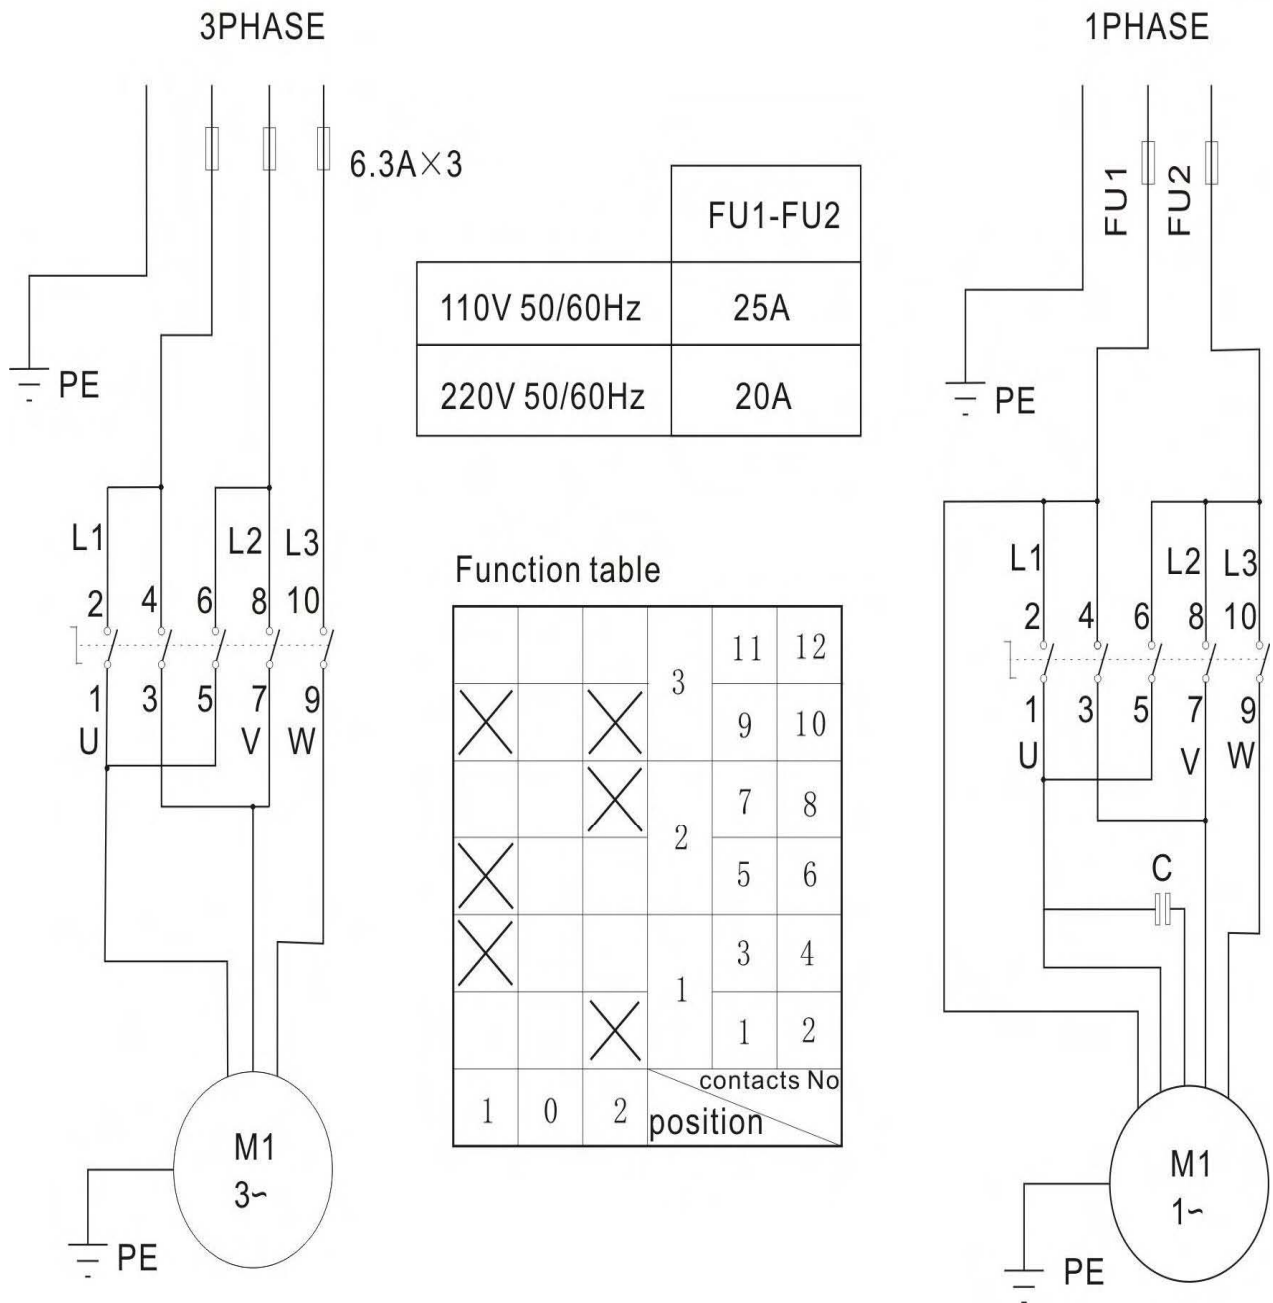 3PHASE
6.3A×3
PE
L1 L2 L3
2 4 6 8 10
1 3 5 7 9
U V W
M1
3~
PE
FU1-FU2
110V 50/60Hz 25A
220V 50/60Hz 20A
Function table
3 11 12
9 10
2 7 8
5 6
1 3 4
1 2
contacts No
1 0 2 position
1PHASE
FU1 FU2
PE
L1 L2 L3
2 4 6 8 10
1 3 5 7 9
U V W
C
M1
1~
PE